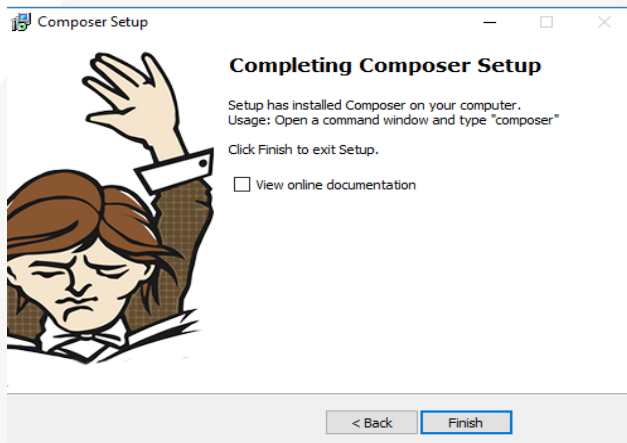 Composer Setup
Completing Composer Setup
Setup has installed Composer on your computer.
Usage: Open a command window and type "composer"
Click Finish to exit Setup.
View online documentation
< Back
Finish